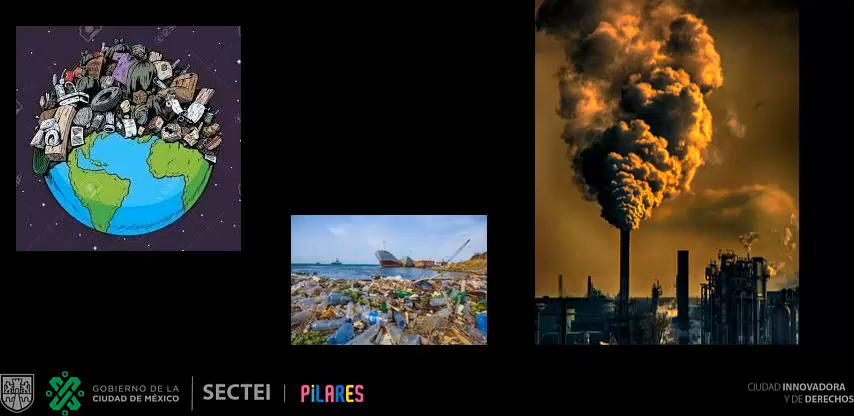 GOBIERNO DE LA
CIUDAD DE MÉXICO
SECTEI
PiLARES
CIUDAD INNOVADORA
Y DE DERECHOS